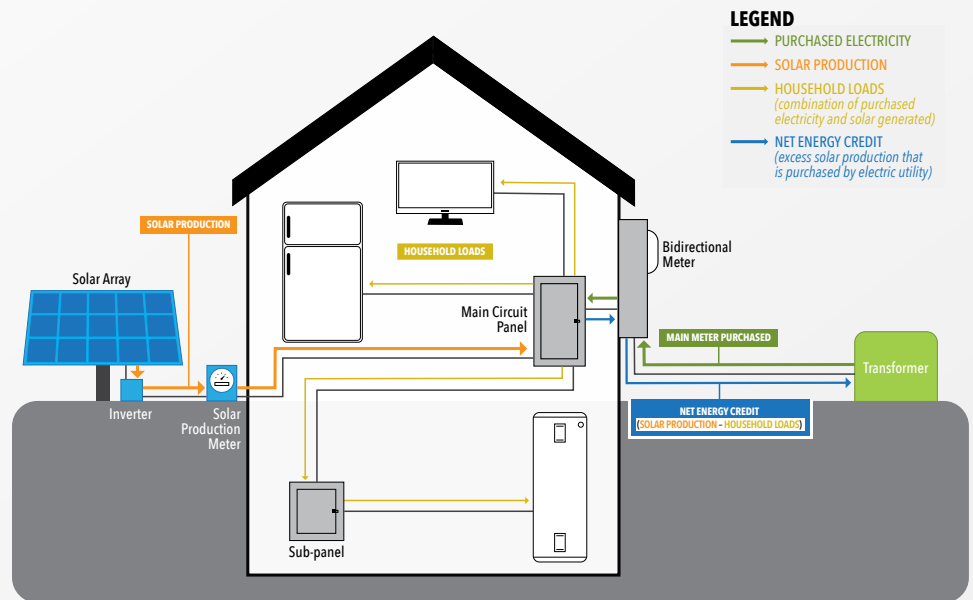 LEGEND
PURCHASED ELECTRICITY
SOLAR PRODUCTION
HOUSEHOLD LOADS
(combination of purchased
electricity and solar generated)
NET ENERGY CREDIT
(excess solar production that
is purchased by electric utility)
SOLAR PRODUCTION
HOUSEHOLD LOADS
Bidirectional
Meter
Solar Array
Main Circuit
Panel
MAIN METER PURCHASED
Transformer
Inverter
Solar
Production
Meter
NET ENERGY CREDIT
(SOLAR PRODUCTION – HOUSEHOLD LOADS)
Sub-panel